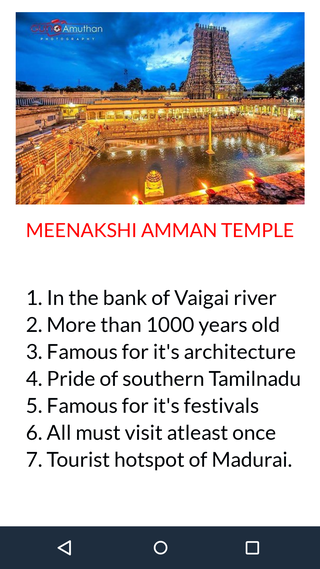 Amuthan
PHOTOGRAPHY
MEENAKSHI AMMAN TEMPLE
1. In the bank of Vaigai river
2. More than 1000 years old
3. Famous for it's architecture
4. Pride of southern Tamilnadu
5. Famous for it's festivals
6. All must visit atleast once
7. Tourist hotspot of Madurai.